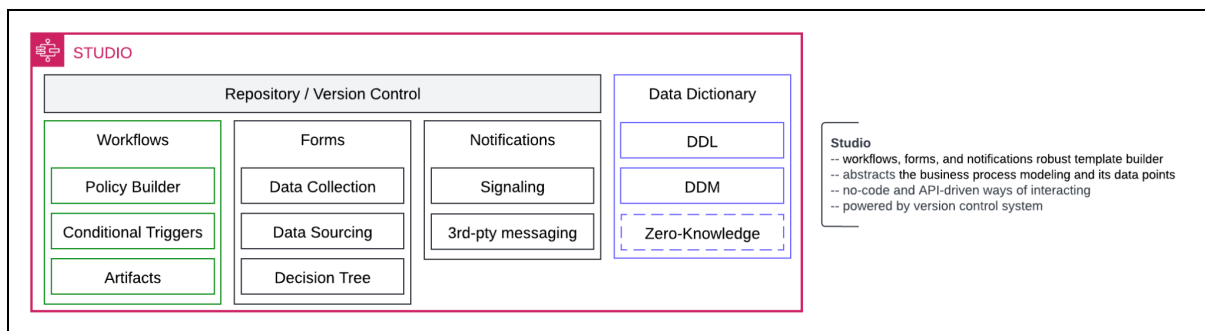 STUDIO
Repository / Version Control
Data Dictionary
Workflows
Policy Builder
Conditional Triggers
Artifacts
Forms
Data Collection
Data Sourcing
Decision Tree
Notifications
Signaling
3rd-pty messaging
DDL
DDM
Zero-Knowledge
Studio
-- workflows, forms, and notifications robust template builder
-- abstracts the business process modeling and its data points
-- no-code and API-driven ways of interacting
-- powered by version control system